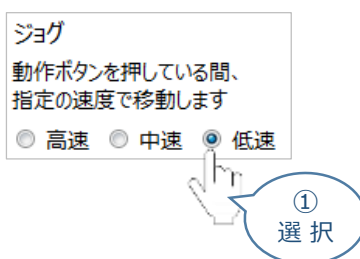 ジョグ
動作ボタンを押している間、
指定の速度で移動します
高速 中速 低速
①
選択